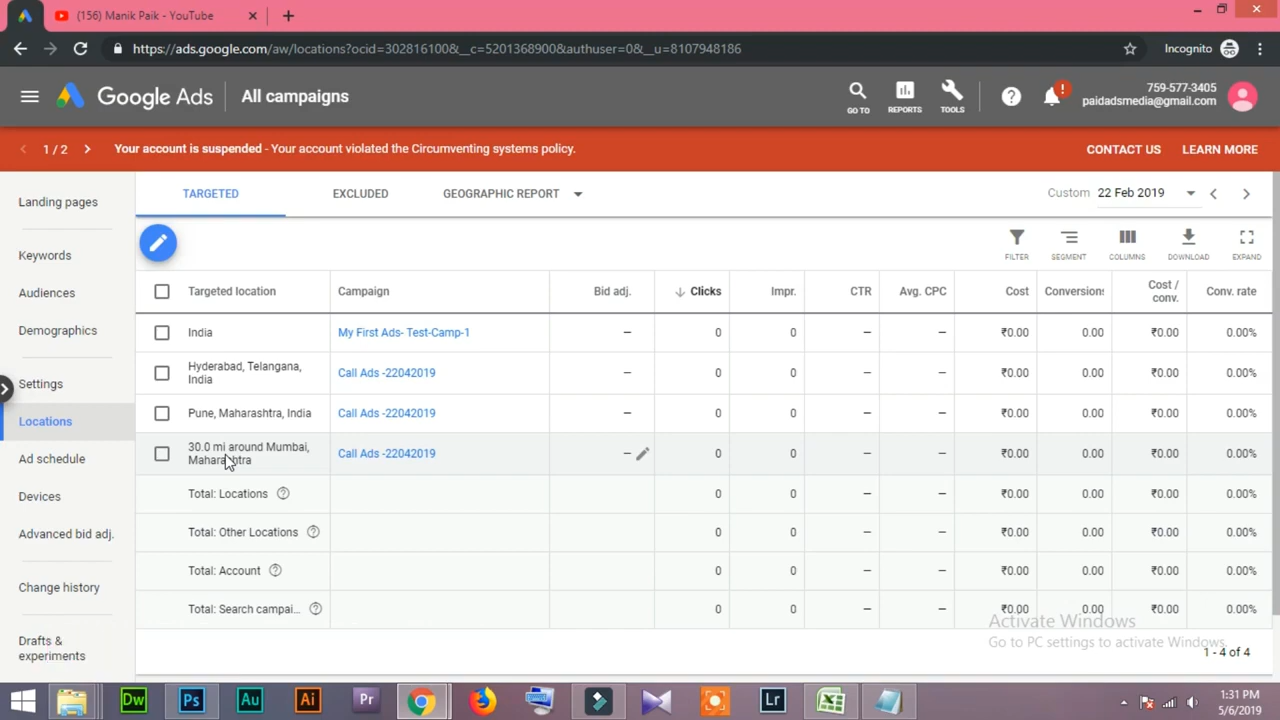 (156) Manik Paik - YouTube
https://ads.google.com/aw/locations?ocid=302816100&__c=5201368900&authuser=0&__u=8107948186
Incognito
Google Ads
All campaigns
GO TO
REPORTS
TOOLS
759-577-3405
paidadsmedia@gmail.com
1 / 2
Your account is suspended - Your account violated the Circumventing systems policy.
CONTACT US
LEARN MORE
Landing pages
Keywords
Audiences
Demographics
Settings
Locations
Ad schedule
Devices
Advanced bid adj.
Change history
Drafts &
experiments
TARGETED
EXCLUDED
GEOGRAPHIC REPORT
Custom 22 Feb 2019
FILTER
SEGMENT
COLUMNS
DOWNLOAD
EXPAND
Targeted location Campaign Bid adj. Clicks Impr. CTR Avg. CPC Cost Conversions Cost / conv. Conv. rate
India My First Ads- Test-Camp-1 – 0 0 – – ₹0.00 0.00 ₹0.00 0.00%
Hyderabad, Telangana,
India Call Ads -22042019 – 0 0 – – ₹0.00 0.00 ₹0.00 0.00%
Pune, Maharashtra, India Call Ads -22042019 – 0 0 – – ₹0.00 0.00 ₹0.00 0.00%
30.0 mi around Mumbai,
Maharashtra Call Ads -22042019 – 0 0 – – ₹0.00 0.00 ₹0.00 0.00%
Total: Locations 0 0 – – ₹0.00 0.00 ₹0.00 0.00%
Total: Other Locations 0 0 – – ₹0.00 0.00 ₹0.00 0.00%
Total: Account 0 0 – – ₹0.00 0.00 ₹0.00 0.00%
Total: Search campai... 0 0 – – ₹0.00 0.00 ₹0.00 0.00%
Activate Windows
Go to PC settings to activate Windows.
1 - 4 of 4
Dw
Ps
Au
Ai
Pr
Lr
1:31 PM
5/6/2019